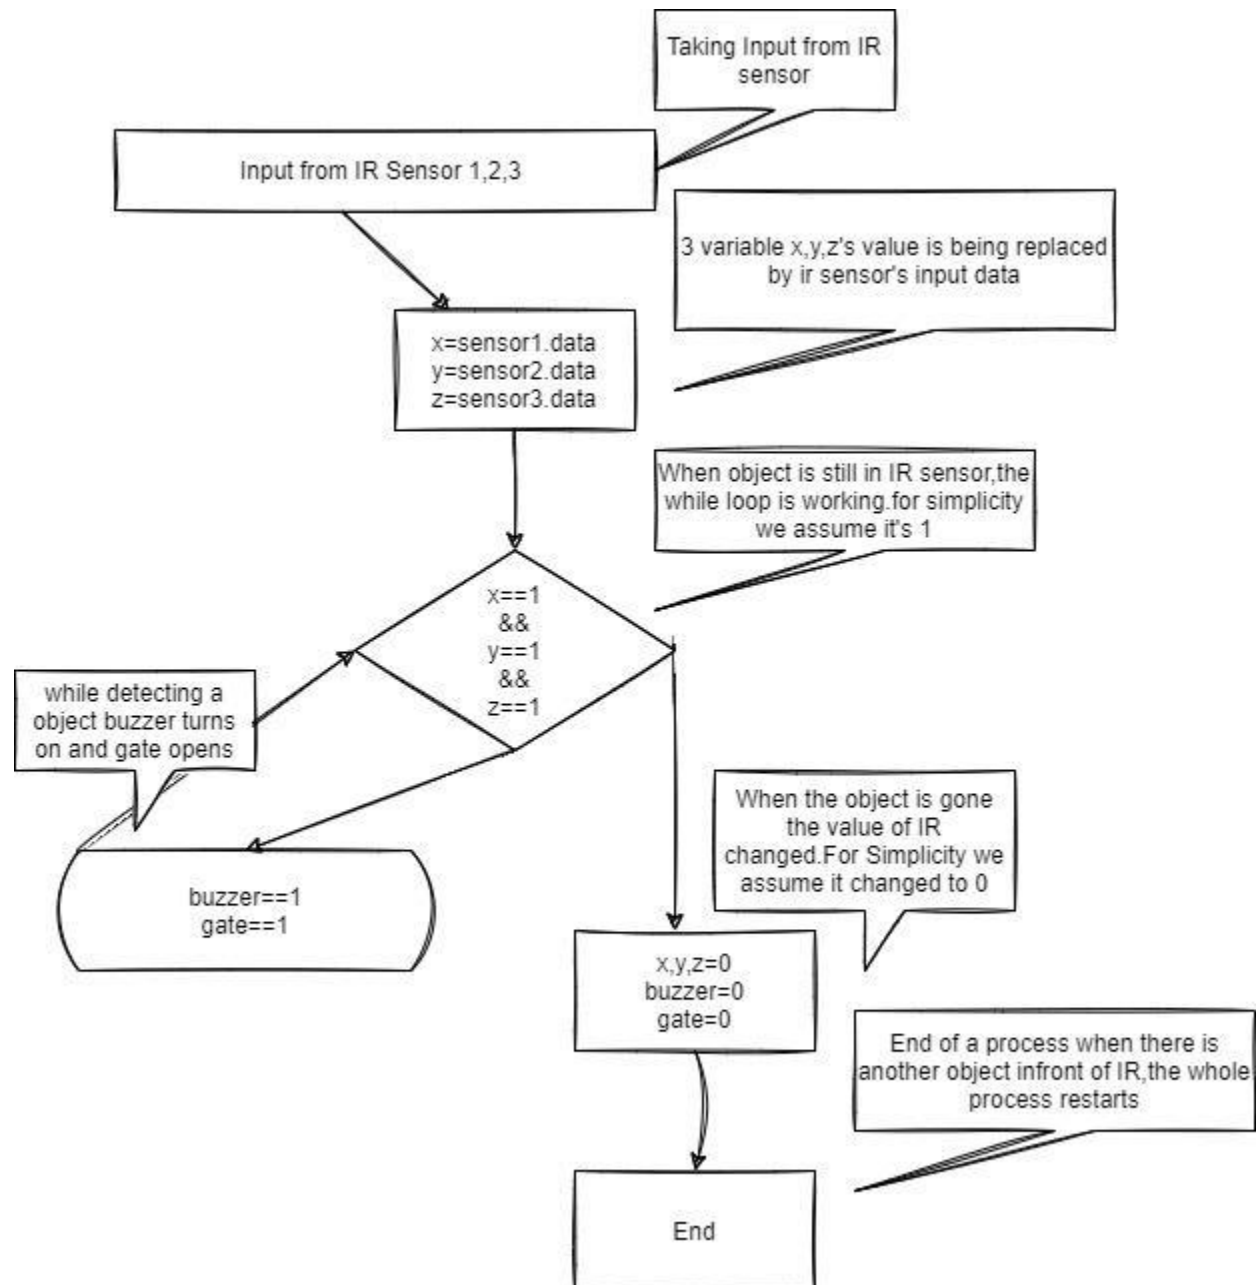 Taking Input from IR
sensor
Input from IR Sensor 1,2,3
3 variable x,y,z's value is being replaced
by ir sensor's input data
x=sensor1.data
y=sensor2.data
z=sensor3.data
When object is still in IR sensor,the
while loop is working.for simplicity
we assume it's 1
x==1
&&
y==1
&&
z==1
while detecting a
object buzzer turns
on and gate opens
buzzer==1
gate==1
When the object is gone
the value of IR
changed.For Simplicity we
assume it changed to 0
x,y,z=0
buzzer=0
gate=0
End of a process when there is
another object infront of IR,the whole
process restarts
End